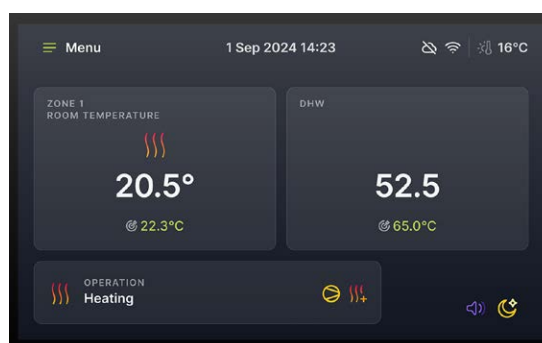 Menu
1 Sep 2024 14:23
16°C
ZONE 1
ROOM TEMPERATURE
20.5°
22.3°C
DHW
52.5
65.0°C
OPERATION
Heating